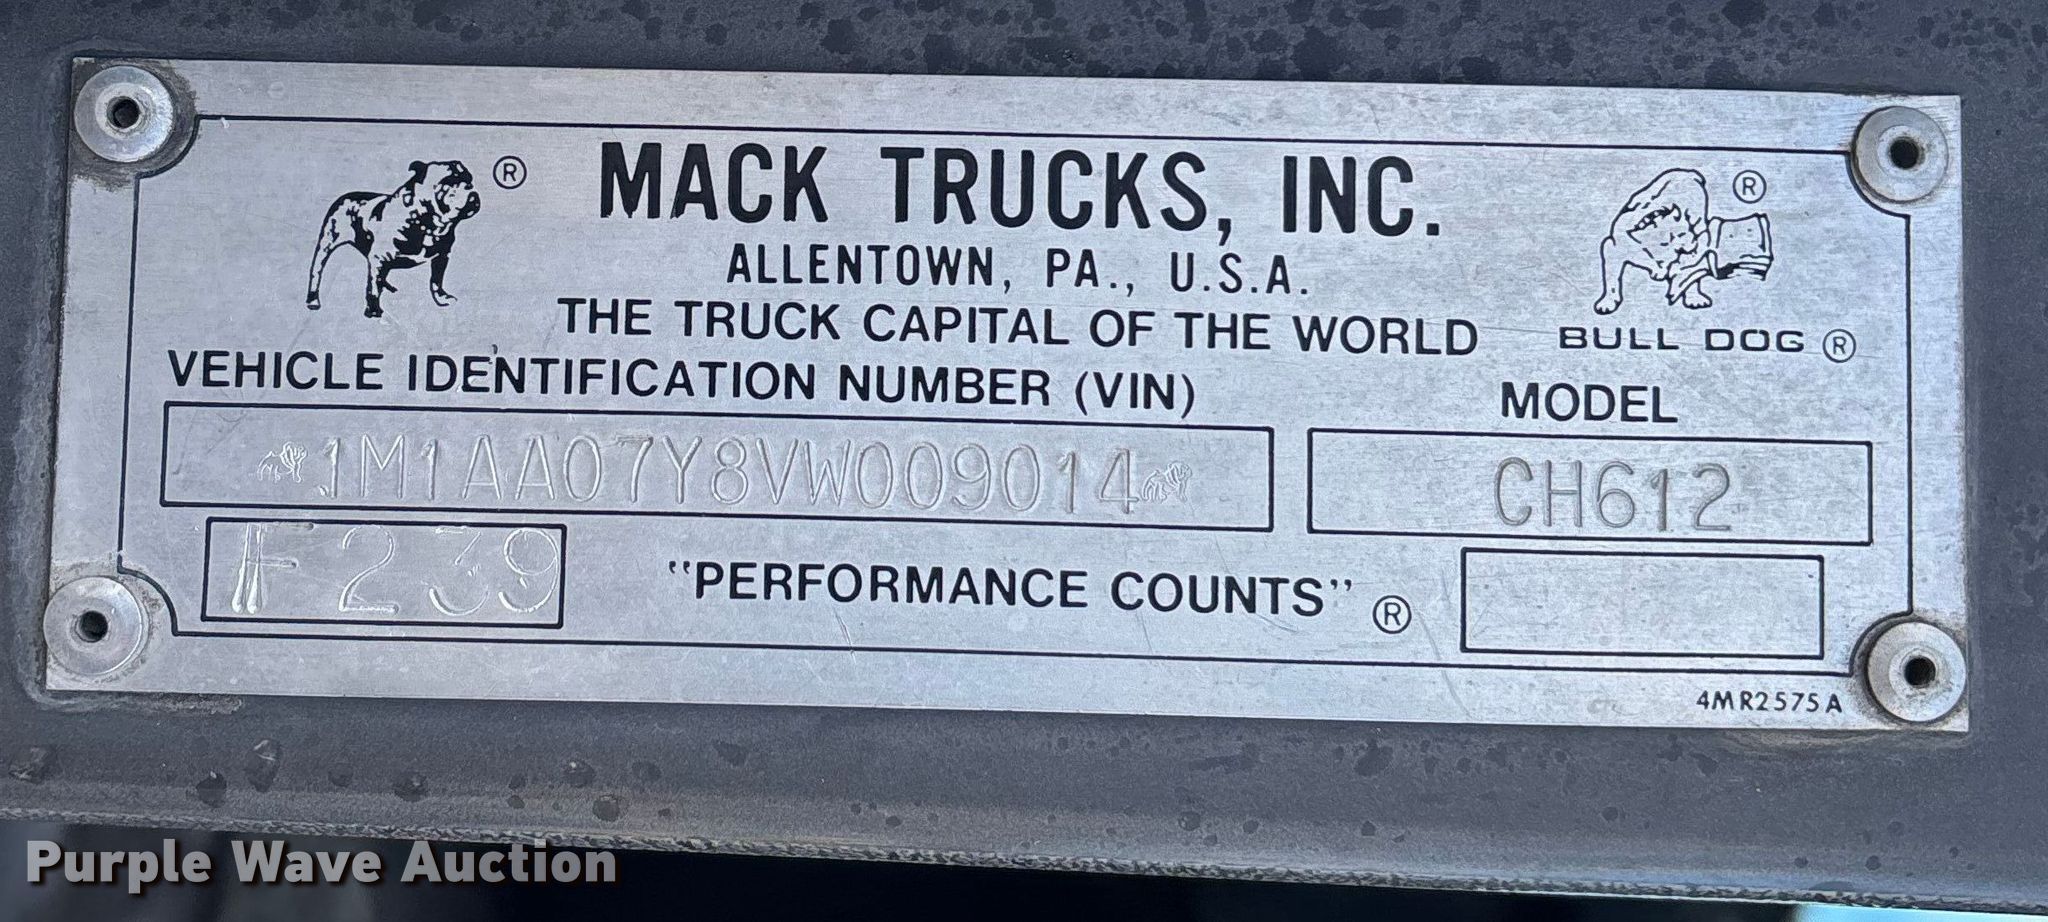 ® MACK TRUCKS, INC. ®
ALLENTOWN, PA., U.S.A.
THE TRUCK CAPITAL OF THE WORLD
BULL DOG ®
VEHICLE IDENTIFICATION NUMBER (VIN)
MODEL
1M1AA07Y8VW009014
CH612
F239
"PERFORMANCE COUNTS" ®
4MR2575A
Purple Wave Auction